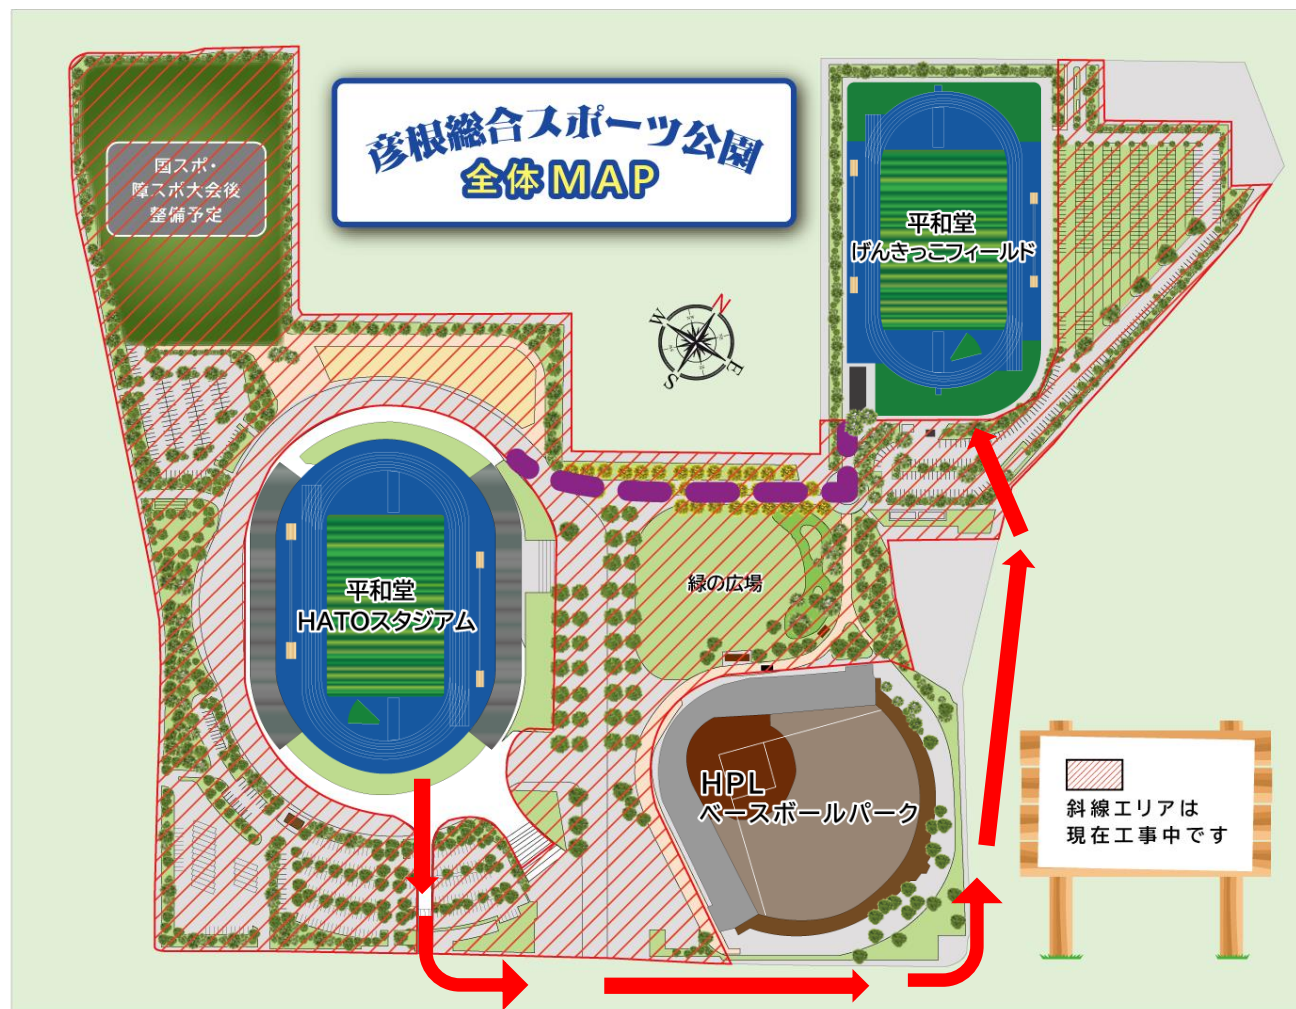 彦根総合スポーツ公園
全体MAP
国スポ・
障スポ大会後
整備予定
平和堂
げんきっこフィールド
N
W
E
S
緑の広場
平和堂
HATOスタジアム
HPL
ベースボールパーク
斜線エリアは
現在工事中です